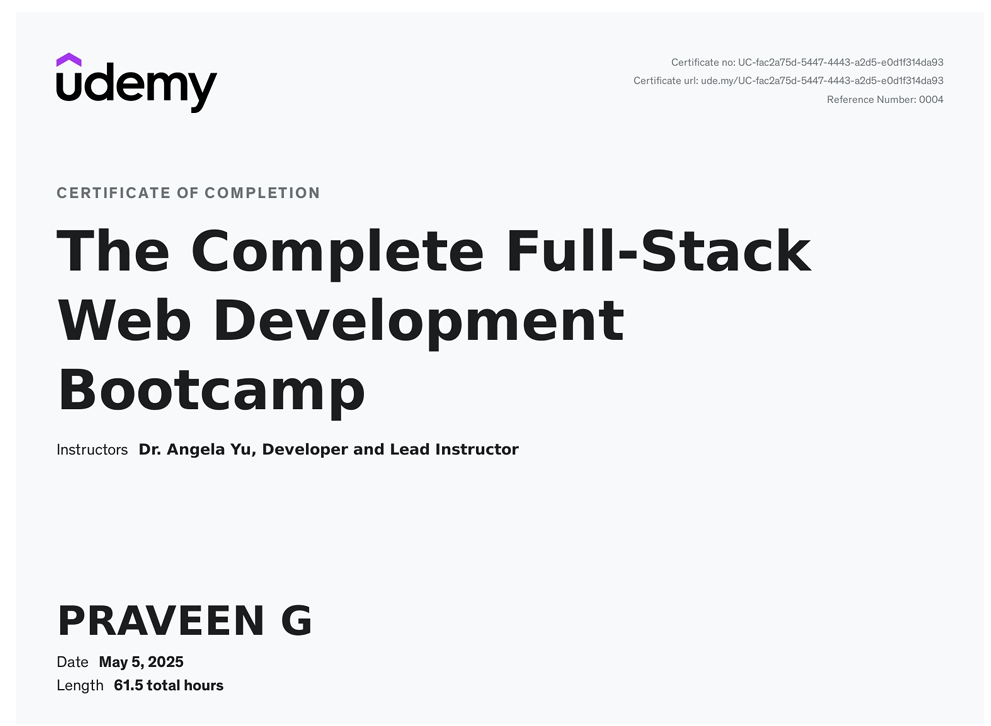 udemy
Certificate no: UC-fac2a75d-5447-4443-a2d5-e0d1f314da93
Certificate url: ude.my/UC-fac2a75d-5447-4443-a2d5-e0d1f314da93
Reference Number: 0004
CERTIFICATE OF COMPLETION
The Complete Full-Stack
Web Development
Bootcamp
Instructors Dr. Angela Yu, Developer and Lead Instructor
PRAVEEN G
Date May 5, 2025
Length 61.5 total hours